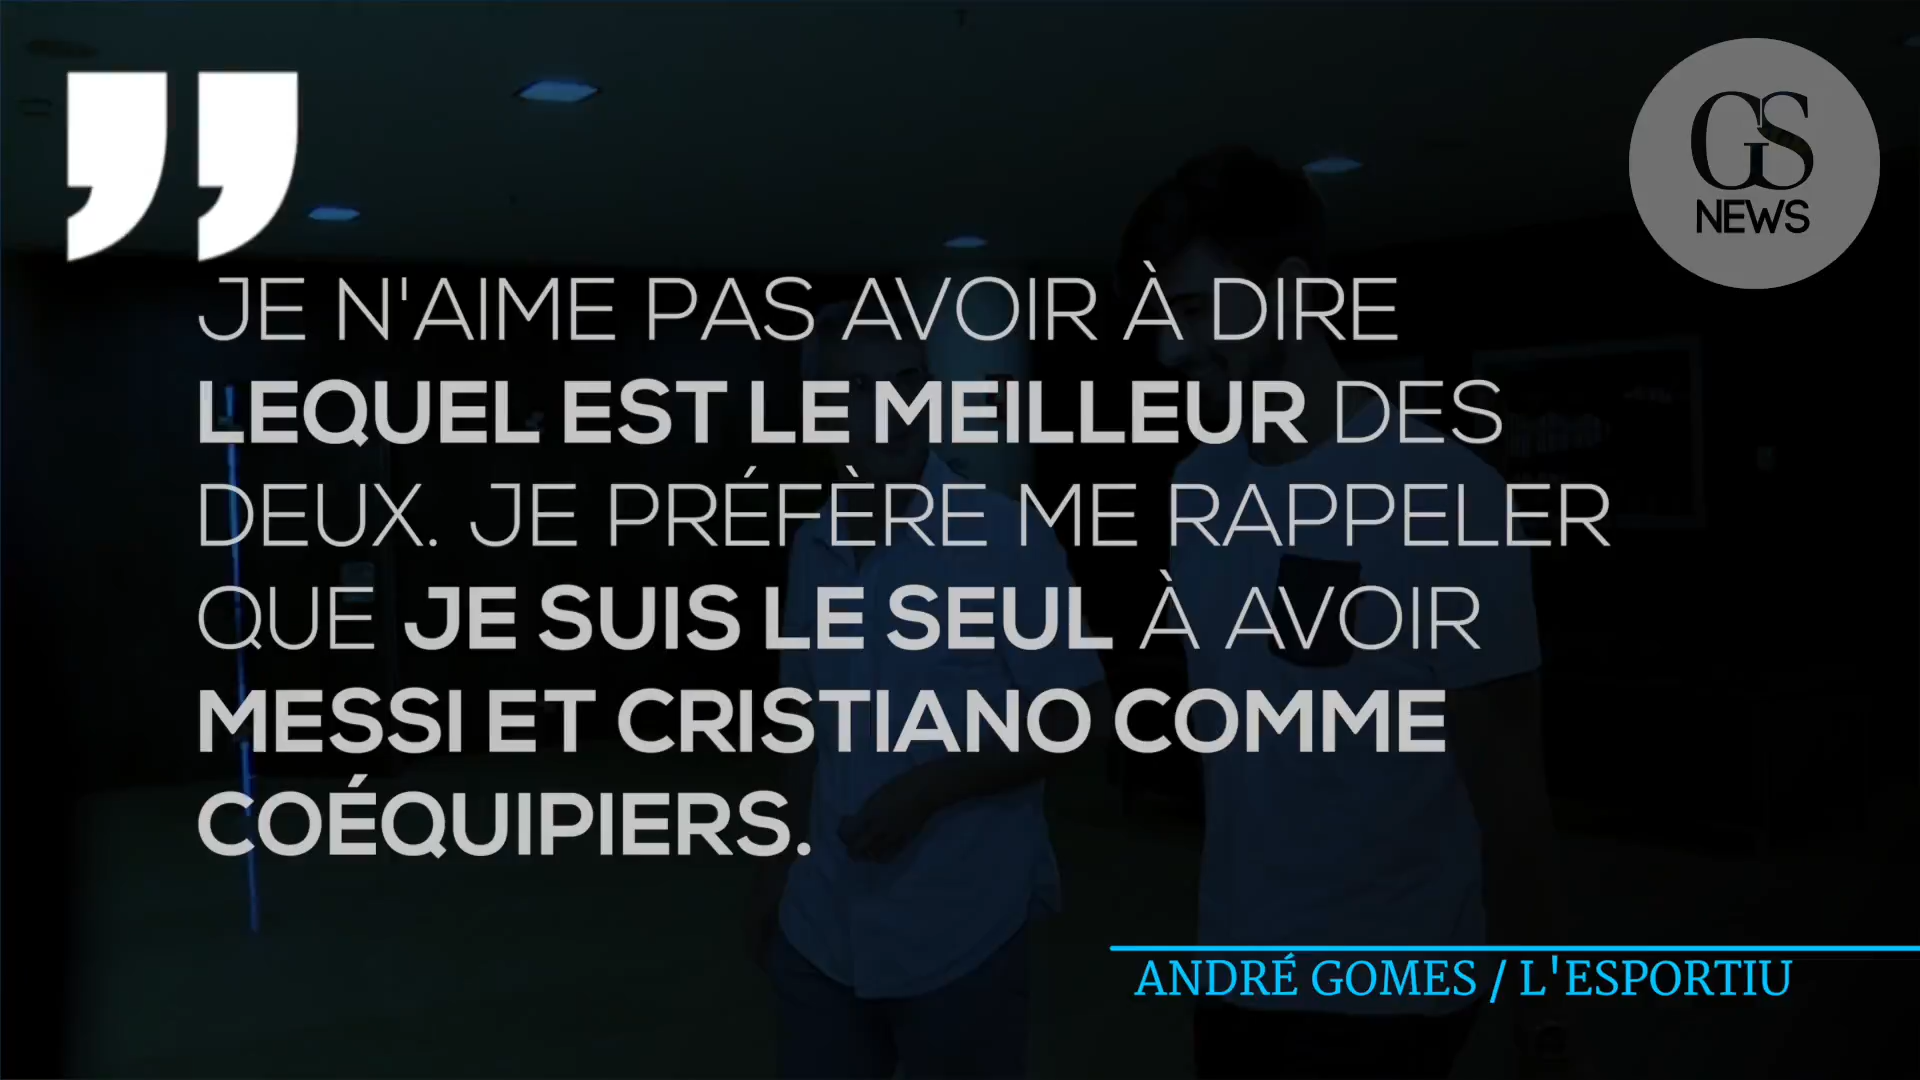 GS
NEWS
JE N'AIME PAS AVOIR À DIRE
LEQUEL EST LE MEILLEUR DES
DEUX. JE PRÉFÈRE ME RAPPELER
QUE JE SUIS LE SEUL À AVOIR
MESSI ET CRISTIANO COMME
COÉQUIPIERS.
ANDRÉ GOMES / L'ESPORTIU